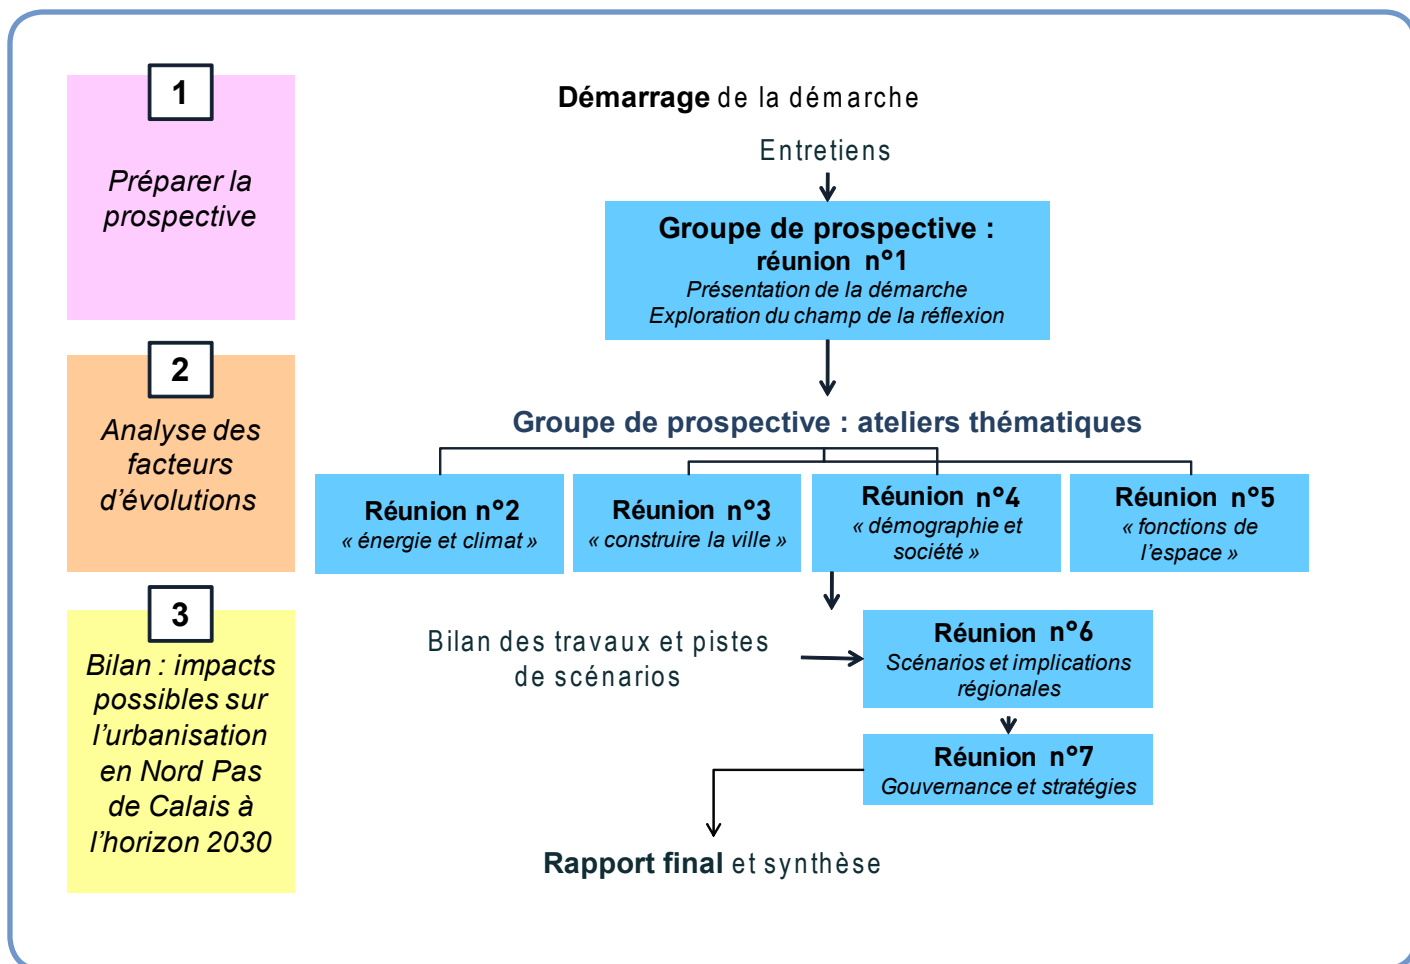 1
Préparer la
prospective
Démarrage de la démarche
Entretiens
Groupe de prospective :
réunion n°1
Présentation de la démarche
Exploration du champ de la réflexion
2
Analyse des
facteurs
d’évolutions
Groupe de prospective : ateliers thématiques
Réunion n°2
« énergie et climat »
Réunion n°3
« construire la ville »
Réunion n°4
« démographie et
société »
Réunion n°5
« fonctions de
l’espace »
3
Bilan : impacts
possibles sur
l’urbanisation
en Nord Pas
de Calais à
l’horizon 2030
Bilan des travaux et pistes
de scénarios
Réunion n°6
Scénarios et implications
régionales
Réunion n°7
Gouvernance et stratégies
Rapport final et synthèse